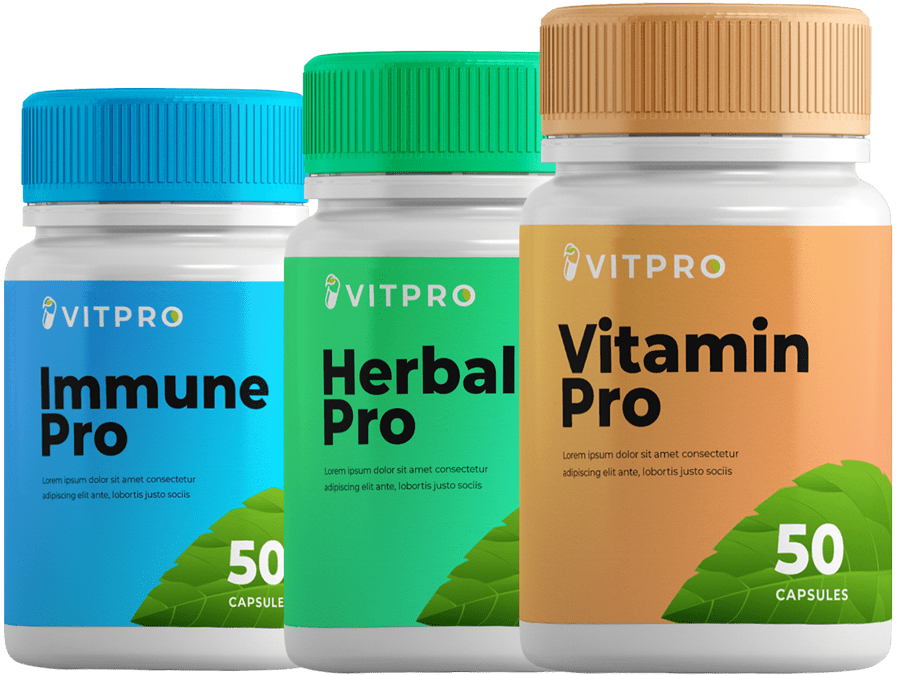 VITPRO
Immune
Pro
Lorem ipsum dolor sit amet consectetur
adipiscing elit ante, lobortis justo sociis
50
CAPSULE
VITPRO
Herbal
Pro
Lorem ipsum dolor sit amet consectetur
adipiscing elit ante, lobortis justo sociis
VITPRO
Vitamin
Pro
Lorem ipsum dolor sit amet consectetur
adipiscing elit ante, lobortis justo sociis
50
CAPSULES